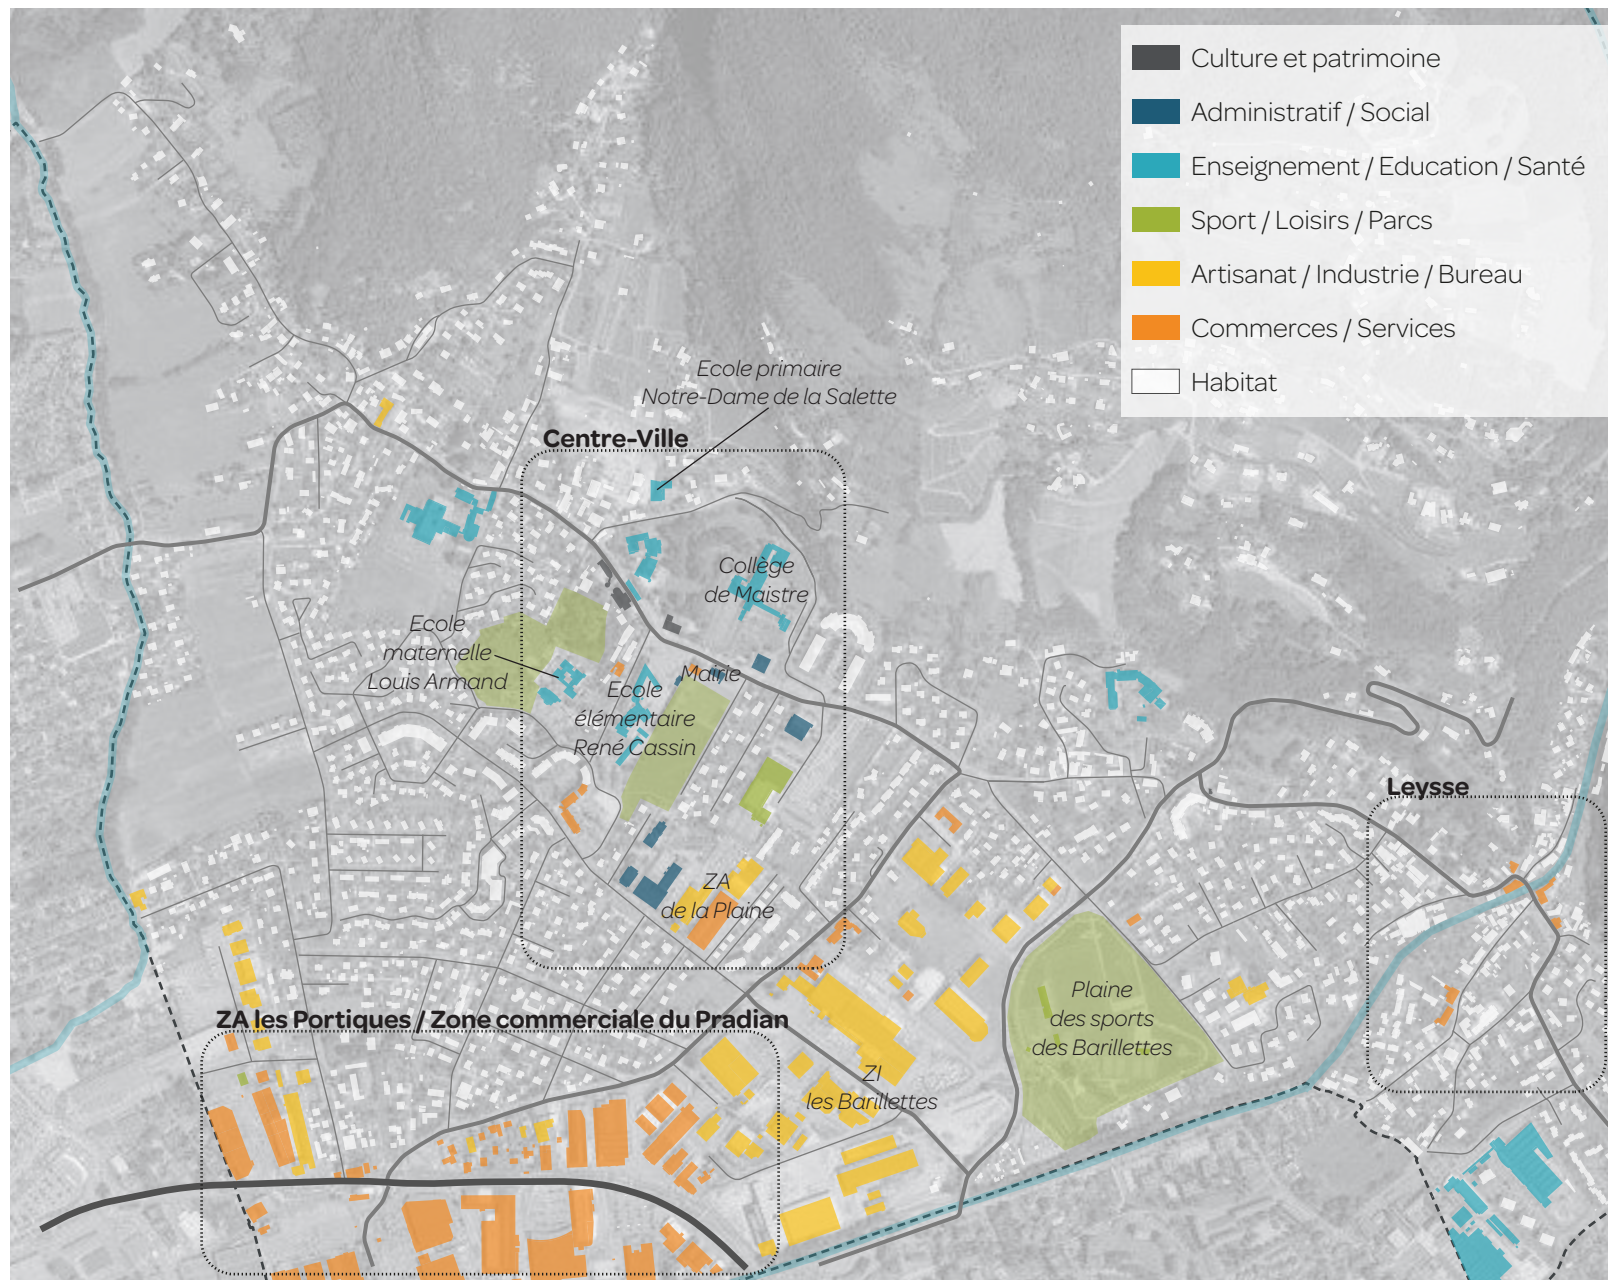 Culture et patrimoine
Administratif / Social
Enseignement / Education / Santé
Sport / Loisirs / Parcs
Artisanat / Industrie / Bureau
Commerces / Services
Habitat
Ecole primaire
Notre-Dame de la Salette
Centre-Ville
Collège
de Maistre
Ecole
maternelle
Louis Armand
Mairie
Ecole
élémentaire
René Cassin
Leysse
ZA
de la Plaine
Plaine
des sports
des Barillettes
ZA les Portiques / Zone commerciale du Pradian
ZI
les Barillettes